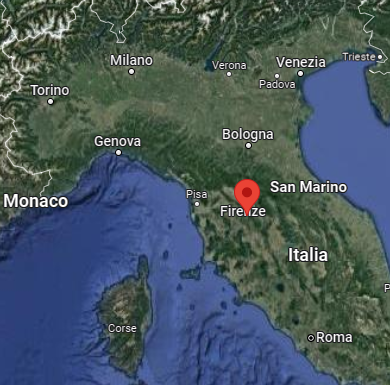 Milano
Verona
Venezia
Trieste
Padova
Torino
Genova
Bologna
Monaco
Pisa
San Marino
Firenze
Italia
Corse
Roma
P